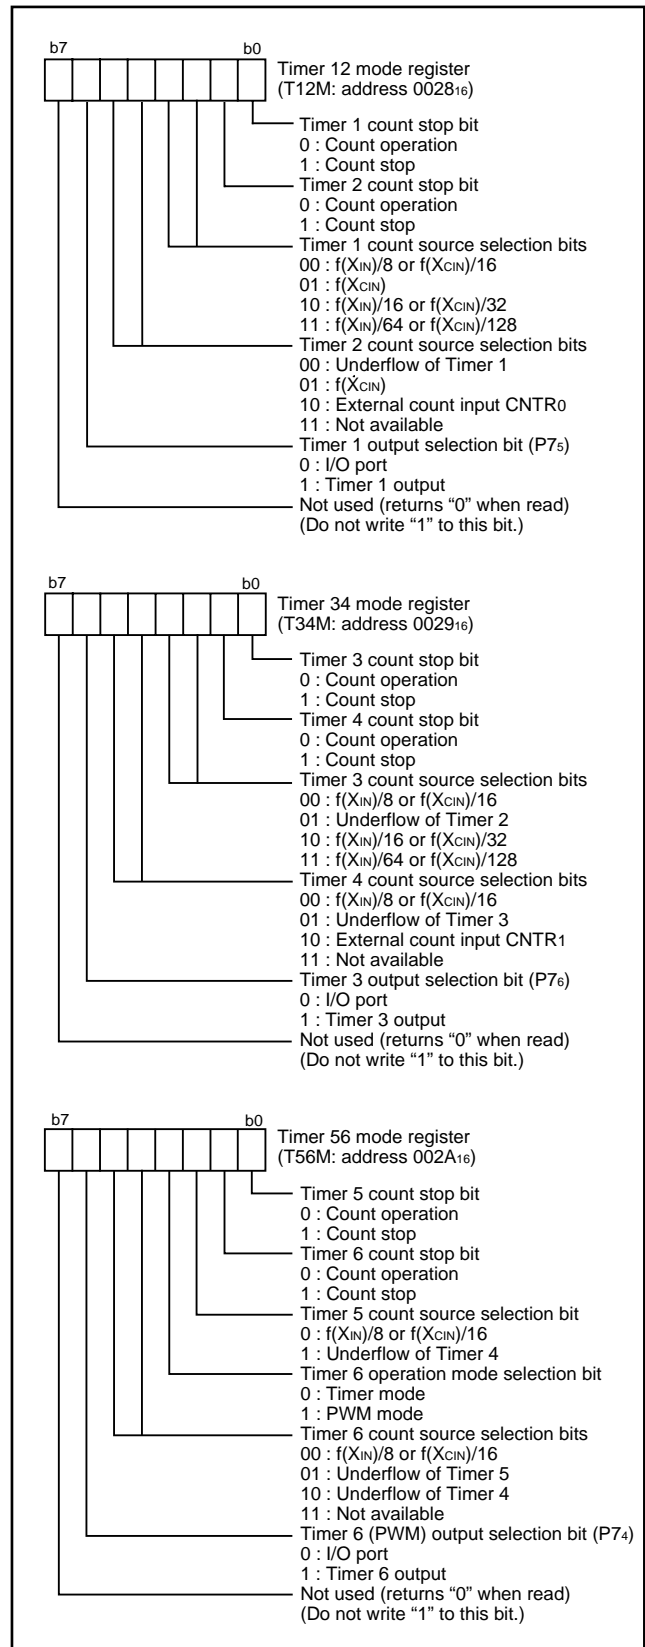 b7 b0
Timer 12 mode register
(T12M: address 0028₁₆)
Timer 1 count stop bit
0 : Count operation
1 : Count stop
Timer 2 count stop bit
0 : Count operation
1 : Count stop
Timer 1 count source selection bits
00 : f(XIN)/8 or f(XCIN)/16
01 : f(XCIN)
10 : f(XIN)/16 or f(XCIN)/32
11 : f(XIN)/64 or f(XCIN)/128
Timer 2 count source selection bits
00 : Underflow of Timer 1
01 : f(XCIN)
10 : External count input CNTR0
11 : Not available
Timer 1 output selection bit (P7₅)
0 : I/O port
1 : Timer 1 output
Not used (returns “0” when read)
(Do not write “1” to this bit.)
b7 b0
Timer 34 mode register
(T34M: address 0029₁₆)
Timer 3 count stop bit
0 : Count operation
1 : Count stop
Timer 4 count stop bit
0 : Count operation
1 : Count stop
Timer 3 count source selection bits
00 : f(XIN)/8 or f(XCIN)/16
01 : Underflow of Timer 2
10 : f(XIN)/16 or f(XCIN)/32
11 : f(XIN)/64 or f(XCIN)/128
Timer 4 count source selection bits
00 : f(XIN)/8 or f(XCIN)/16
01 : Underflow of Timer 3
10 : External count input CNTR1
11 : Not available
Timer 3 output selection bit (P7₆)
0 : I/O port
1 : Timer 3 output
Not used (returns “0” when read)
(Do not write “1” to this bit.)
b7 b0
Timer 56 mode register
(T56M: address 002A₁₆)
Timer 5 count stop bit
0 : Count operation
1 : Count stop
Timer 6 count stop bit
0 : Count operation
1 : Count stop
Timer 5 count source selection bit
0 : f(XIN)/8 or f(XCIN)/16
1 : Underflow of Timer 4
Timer 6 operation mode selection bit
0 : Timer mode
1 : PWM mode
Timer 6 count source selection bits
00 : f(XIN)/8 or f(XCIN)/16
01 : Underflow of Timer 5
10 : Underflow of Timer 4
11 : Not available
Timer 6 (PWM) output selection bit (P7₄)
0 : I/O port
1 : Timer 6 output
Not used (returns “0” when read)
(Do not write “1” to this bit.)